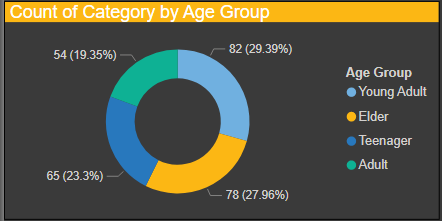 Count of Category by Age Group
54 (19.35%)
82 (29.39%)
Age Group
Young Adult
Elder
Teenager
Adult
65 (23.3%)
78 (27.96%)